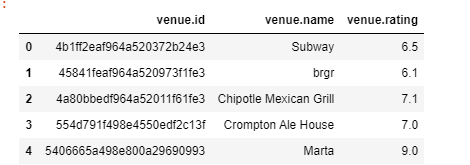 :
venue.id venue.name venue.rating
0 4b1ff2eaf964a520372b24e3 Subway 6.5
1 45841feaf964a520973f1fe3 brgr 6.1
2 4a80bbedf964a52011f61fe3 Chipotle Mexican Grill 7.1
3 554d791f498e4550edf2c13f Crompton Ale House 7.0
4 5406665a498e800a29690993 Marta 9.0